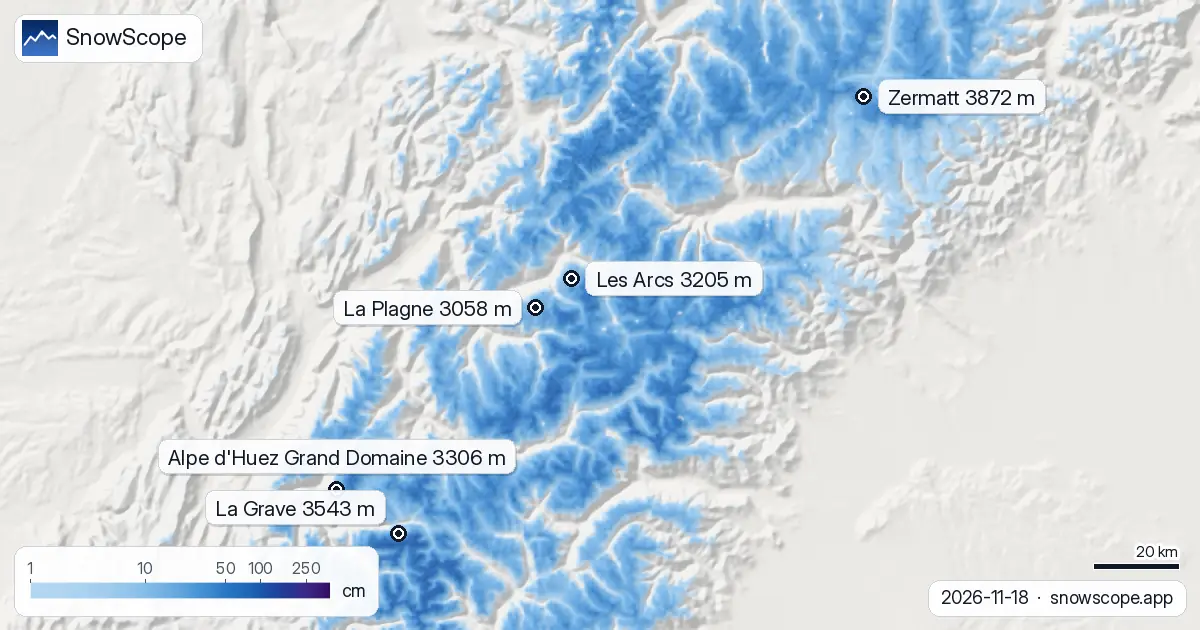 SnowScope
Zermatt 3872 m
Les Arcs 3205 m
La Plagne 3058 m
Alpe d'Huez Grand Domaine 3306 m
La Grave 3543 m
1 10 50 100 250
cm
20 km
2026-11-18 · snowscope.app